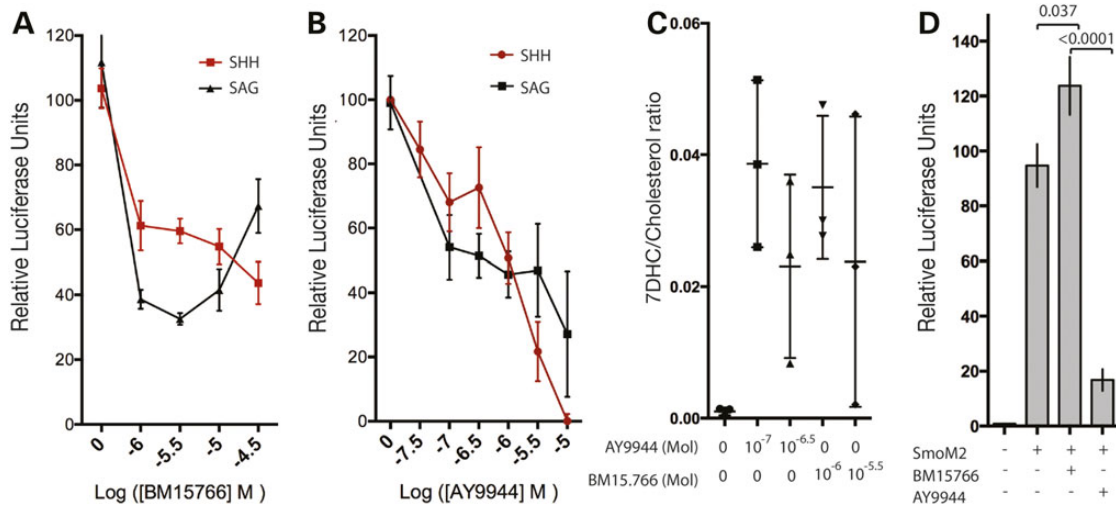 A
Relative Luciferase Units
120
100
80
60
40
20
0
SHH
SAG
0
-6
-5.5
-5
-4.5
Log ([BM15766] M )
B
Relative Luciferase Units
120
100
80
60
40
20
0
SHH
SAG
0
-7.5
-7
-6.5
-6
-5.5
-5
Log ([AY9944] M )
C
7DHC/Cholesterol ratio
0.06
0.04
0.02
0.00
AY9944 (Mol) 0 10⁻⁷ 10⁻⁶·⁵ 0 0
BM15.766 (Mol) 0 0 0 10⁻⁶ 10⁻⁵·⁵
D
Relative Luciferase Units
0.037
<0.0001
140
120
100
80
60
40
20
0
SmoM2 - + + +
BM15766 - - + -
AY9944 - - - +